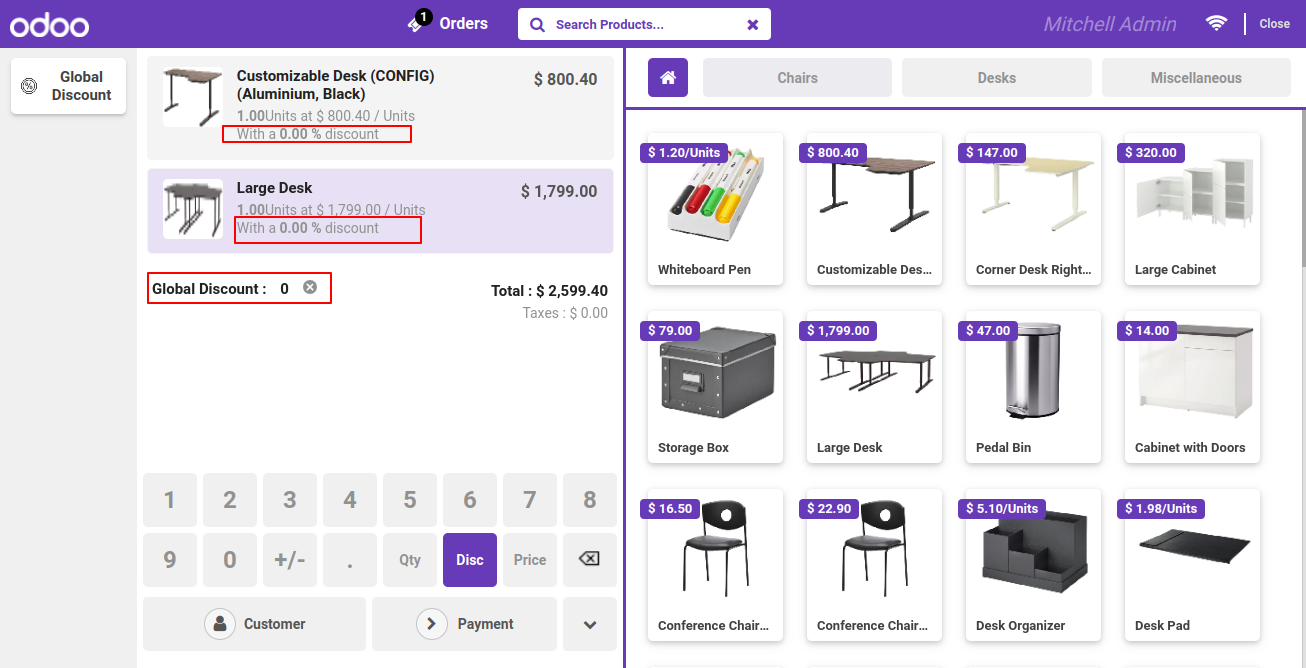 odoo
1
Orders
Search Products...
Mitchell Admin
Close
Global
Discount
Customizable Desk (CONFIG)
(Aluminium, Black)
$ 800.40
1.00Units at $ 800.40 / Units
With a 0.00 % discount
Large Desk
$ 1,799.00
1.00Units at $ 1,799.00 / Units
With a 0.00 % discount
Global Discount : 0
Total : $ 2,599.40
Taxes : $ 0.00
1 2 3 4 5 6 7 8
9 0 +/- . Qty Disc Price
Customer
Payment
Chairs
Desks
Miscellaneous
$ 1.20/Units
Whiteboard Pen
$ 800.40
Customizable Des...
$ 147.00
Corner Desk Right...
$ 320.00
Large Cabinet
$ 79.00
Storage Box
$ 1,799.00
Large Desk
$ 47.00
Pedal Bin
$ 14.00
Cabinet with Doors
$ 16.50
Conference Chair...
$ 22.90
Conference Chair...
$ 5.10/Units
Desk Organizer
$ 1.98/Units
Desk Pad